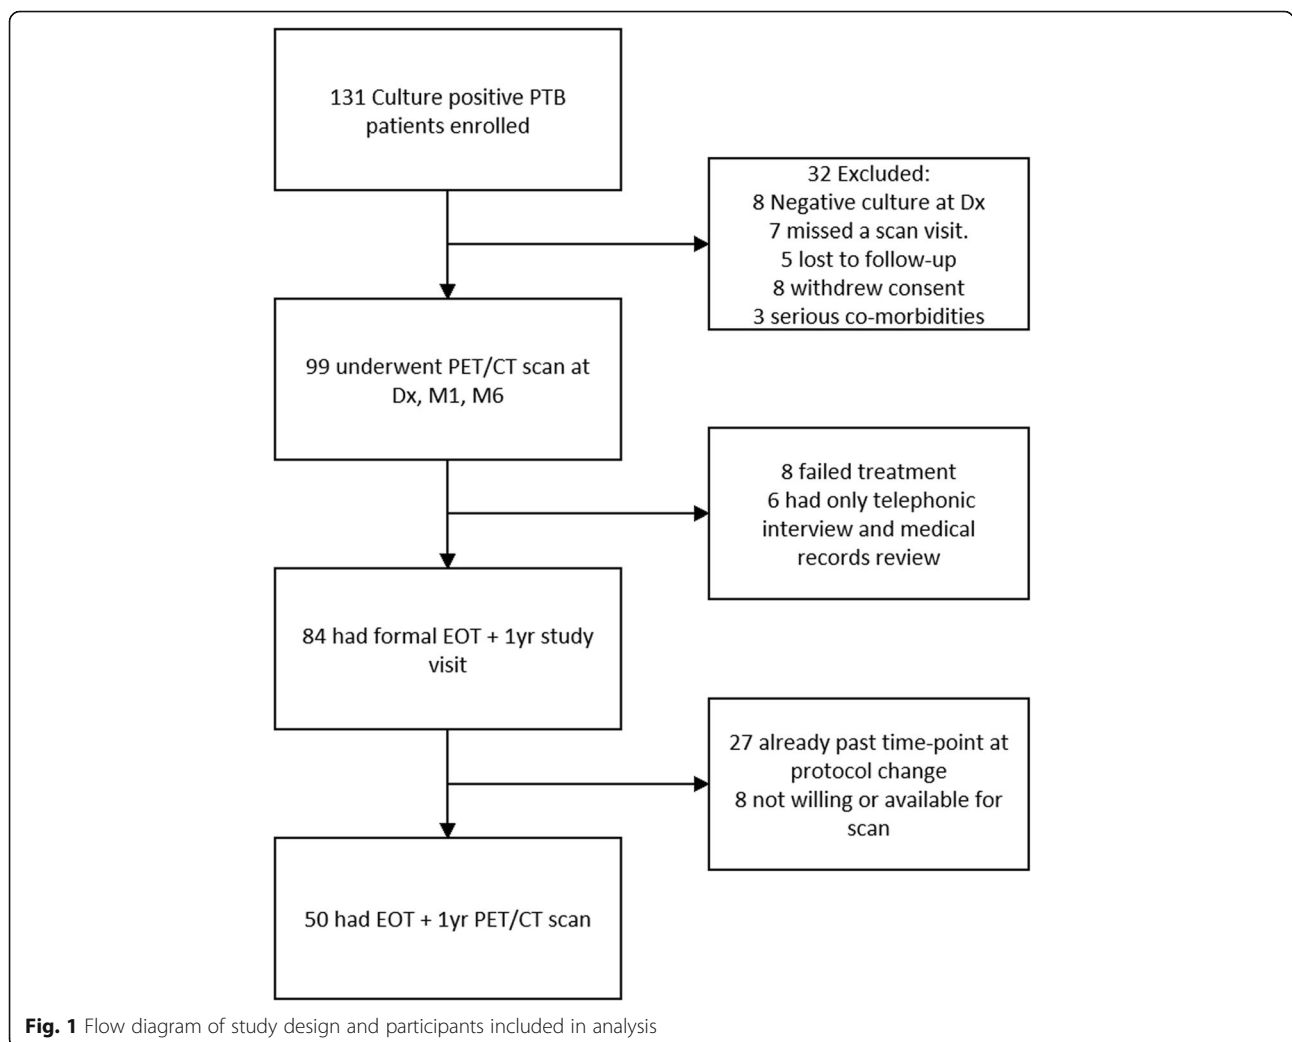 131 Culture positive PTB
patients enrolled
32 Excluded:
8 Negative culture at Dx
7 missed a scan visit.
5 lost to follow-up
8 withdrew consent
3 serious co-morbidities
99 underwent PET/CT scan at
Dx, M1, M6
8 failed treatment
6 had only telephonic
interview and medical
records review
84 had formal EOT + 1yr study
visit
27 already past time-point at
protocol change
8 not willing or available for
scan
50 had EOT + 1yr PET/CT scan
Fig. 1 Flow diagram of study design and participants included in analysis